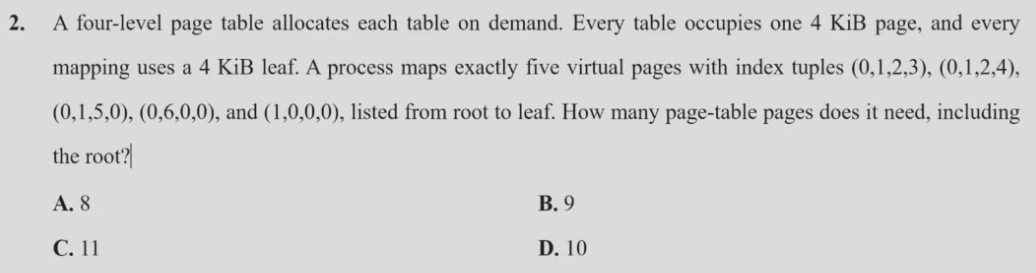 2. A four-level page table allocates each table on demand. Every table occupies one 4 KiB page, and every
mapping uses a 4 KiB leaf. A process maps exactly five virtual pages with index tuples (0,1,2,3), (0,1,2,4),
(0,1,5,0), (0,6,0,0), and (1,0,0,0), listed from root to leaf. How many page-table pages does it need, including
the root?
A. 8 B. 9
C. 11 D. 10